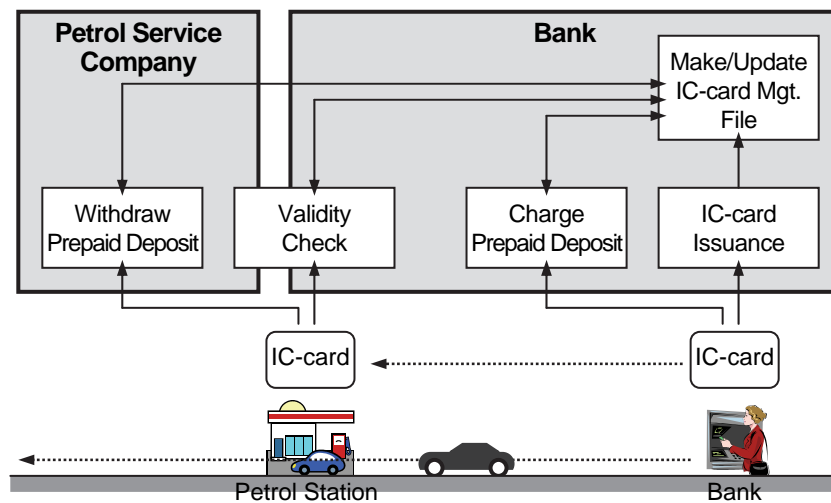 Petrol Service
Company
Bank
Make/Update
IC-card Mgt.
File
Withdraw
Prepaid Deposit
Validity
Check
Charge
Prepaid Deposit
IC-card
Issuance
IC-card
IC-card
Petrol Station
Bank